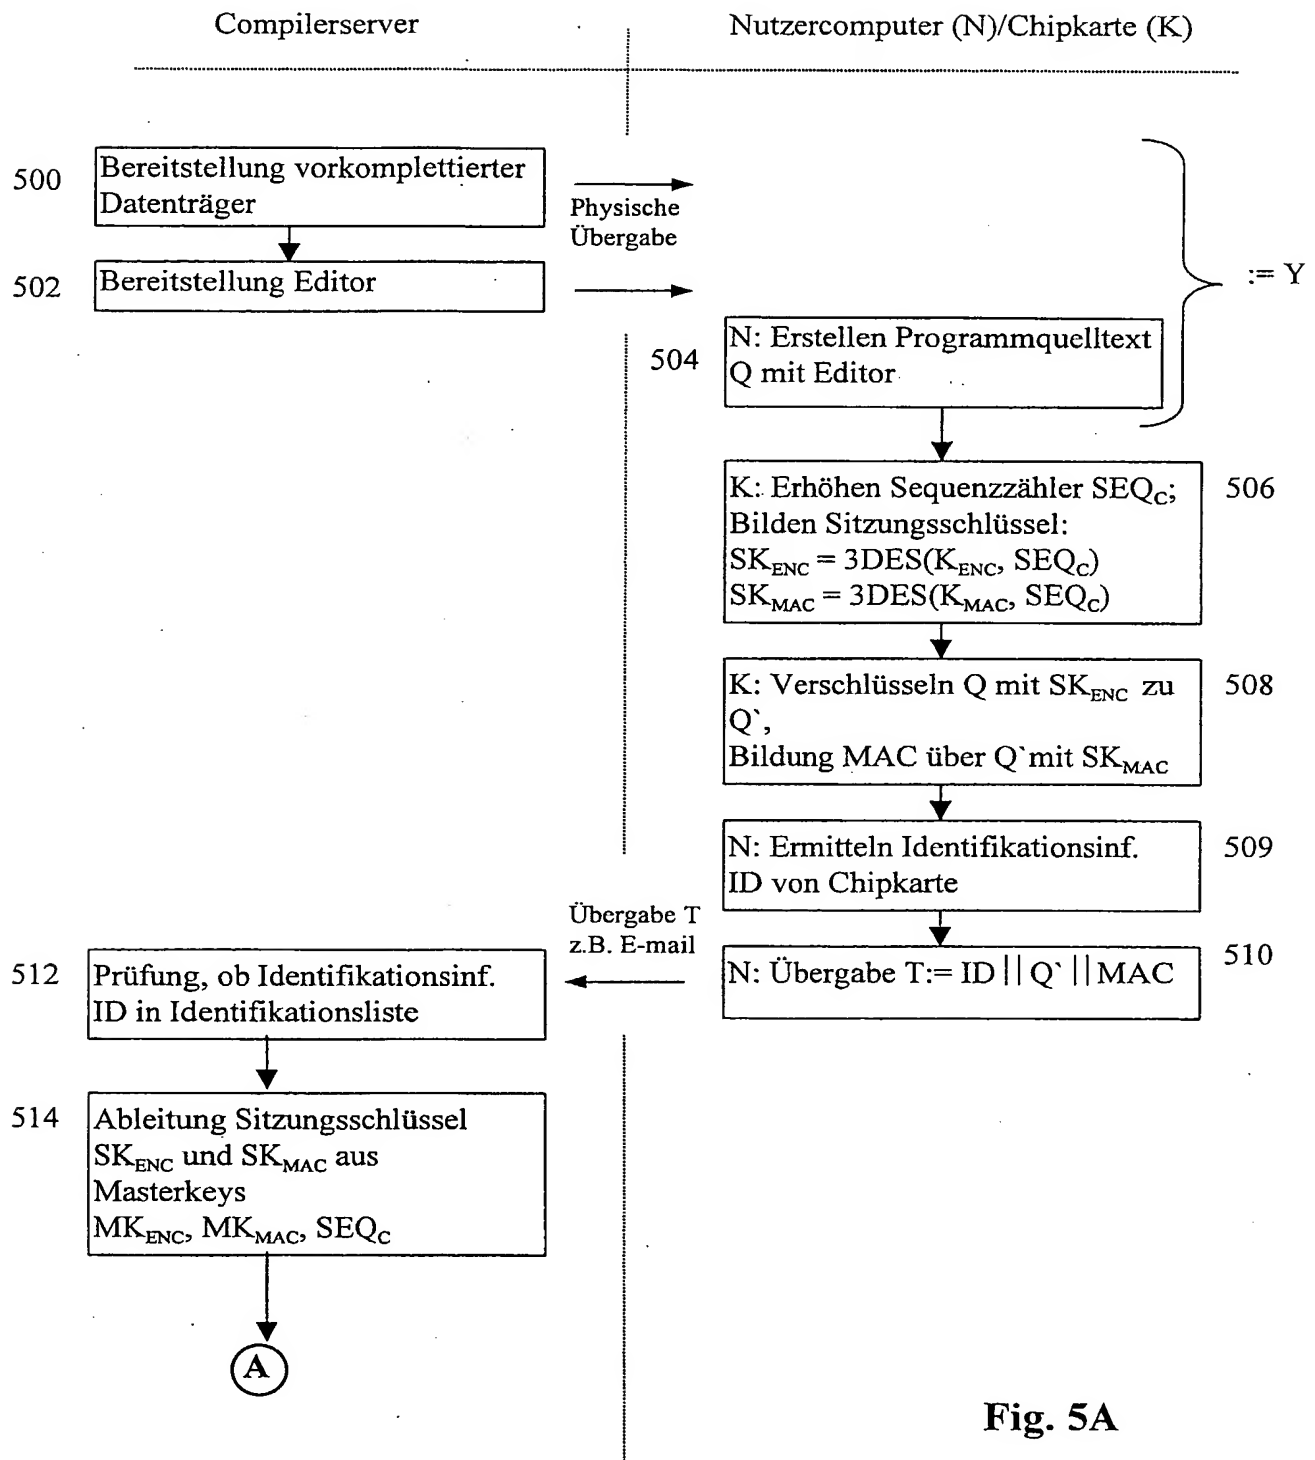 Compilerserver
Nutzercomputer (N)/Chipkarte (K)
500
Bereitstellung vorkomplettierter
Datenträger
Physische
Übergabe
502
Bereitstellung Editor
:= Y
504
N: Erstellen Programmquelltext
Q mit Editor
K: Erhöhen Sequenzzähler SEQC;
Bilden Sitzungsschlüssel:
SKENC = 3DES(KENC, SEQC)
SKMAC = 3DES(KMAC, SEQC)
506
K: Verschlüsseln Q mit SKENC zu
Q`,
Bildung MAC über Q`mit SKMAC
508
N: Ermitteln Identifikationsinf.
ID von Chipkarte
509
Übergabe T
z.B. E-mail
N: Übergabe T:= ID || Q` || MAC
510
512
Prüfung, ob Identifikationsinf.
ID in Identifikationsliste
514
Ableitung Sitzungsschlüssel
SKENC und SKMAC aus
Masterkeys
MKENC, MKMAC, SEQC
A
Fig. 5A